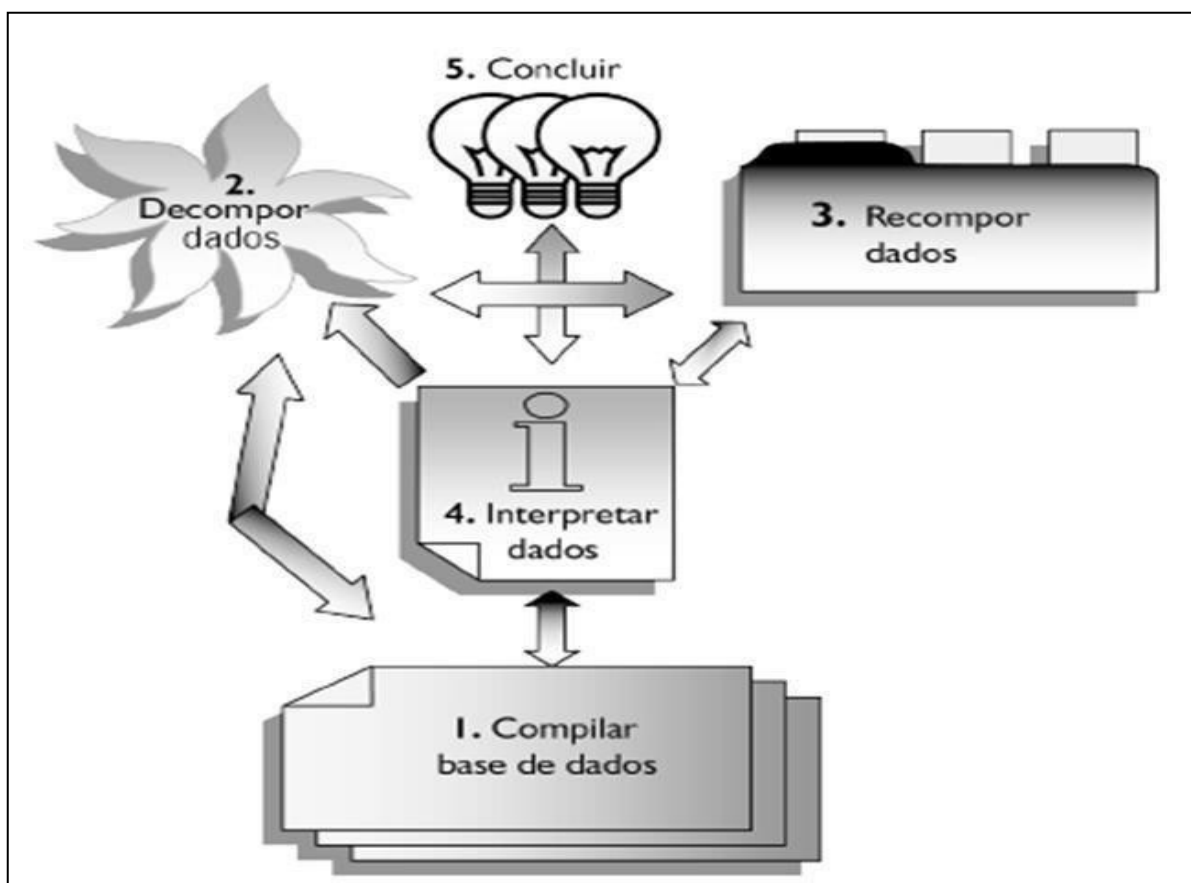 5. Concluir
2.
Decompor
dados
3. Recompor
dados
4. Interpretar
dados
1. Compilar
base de dados